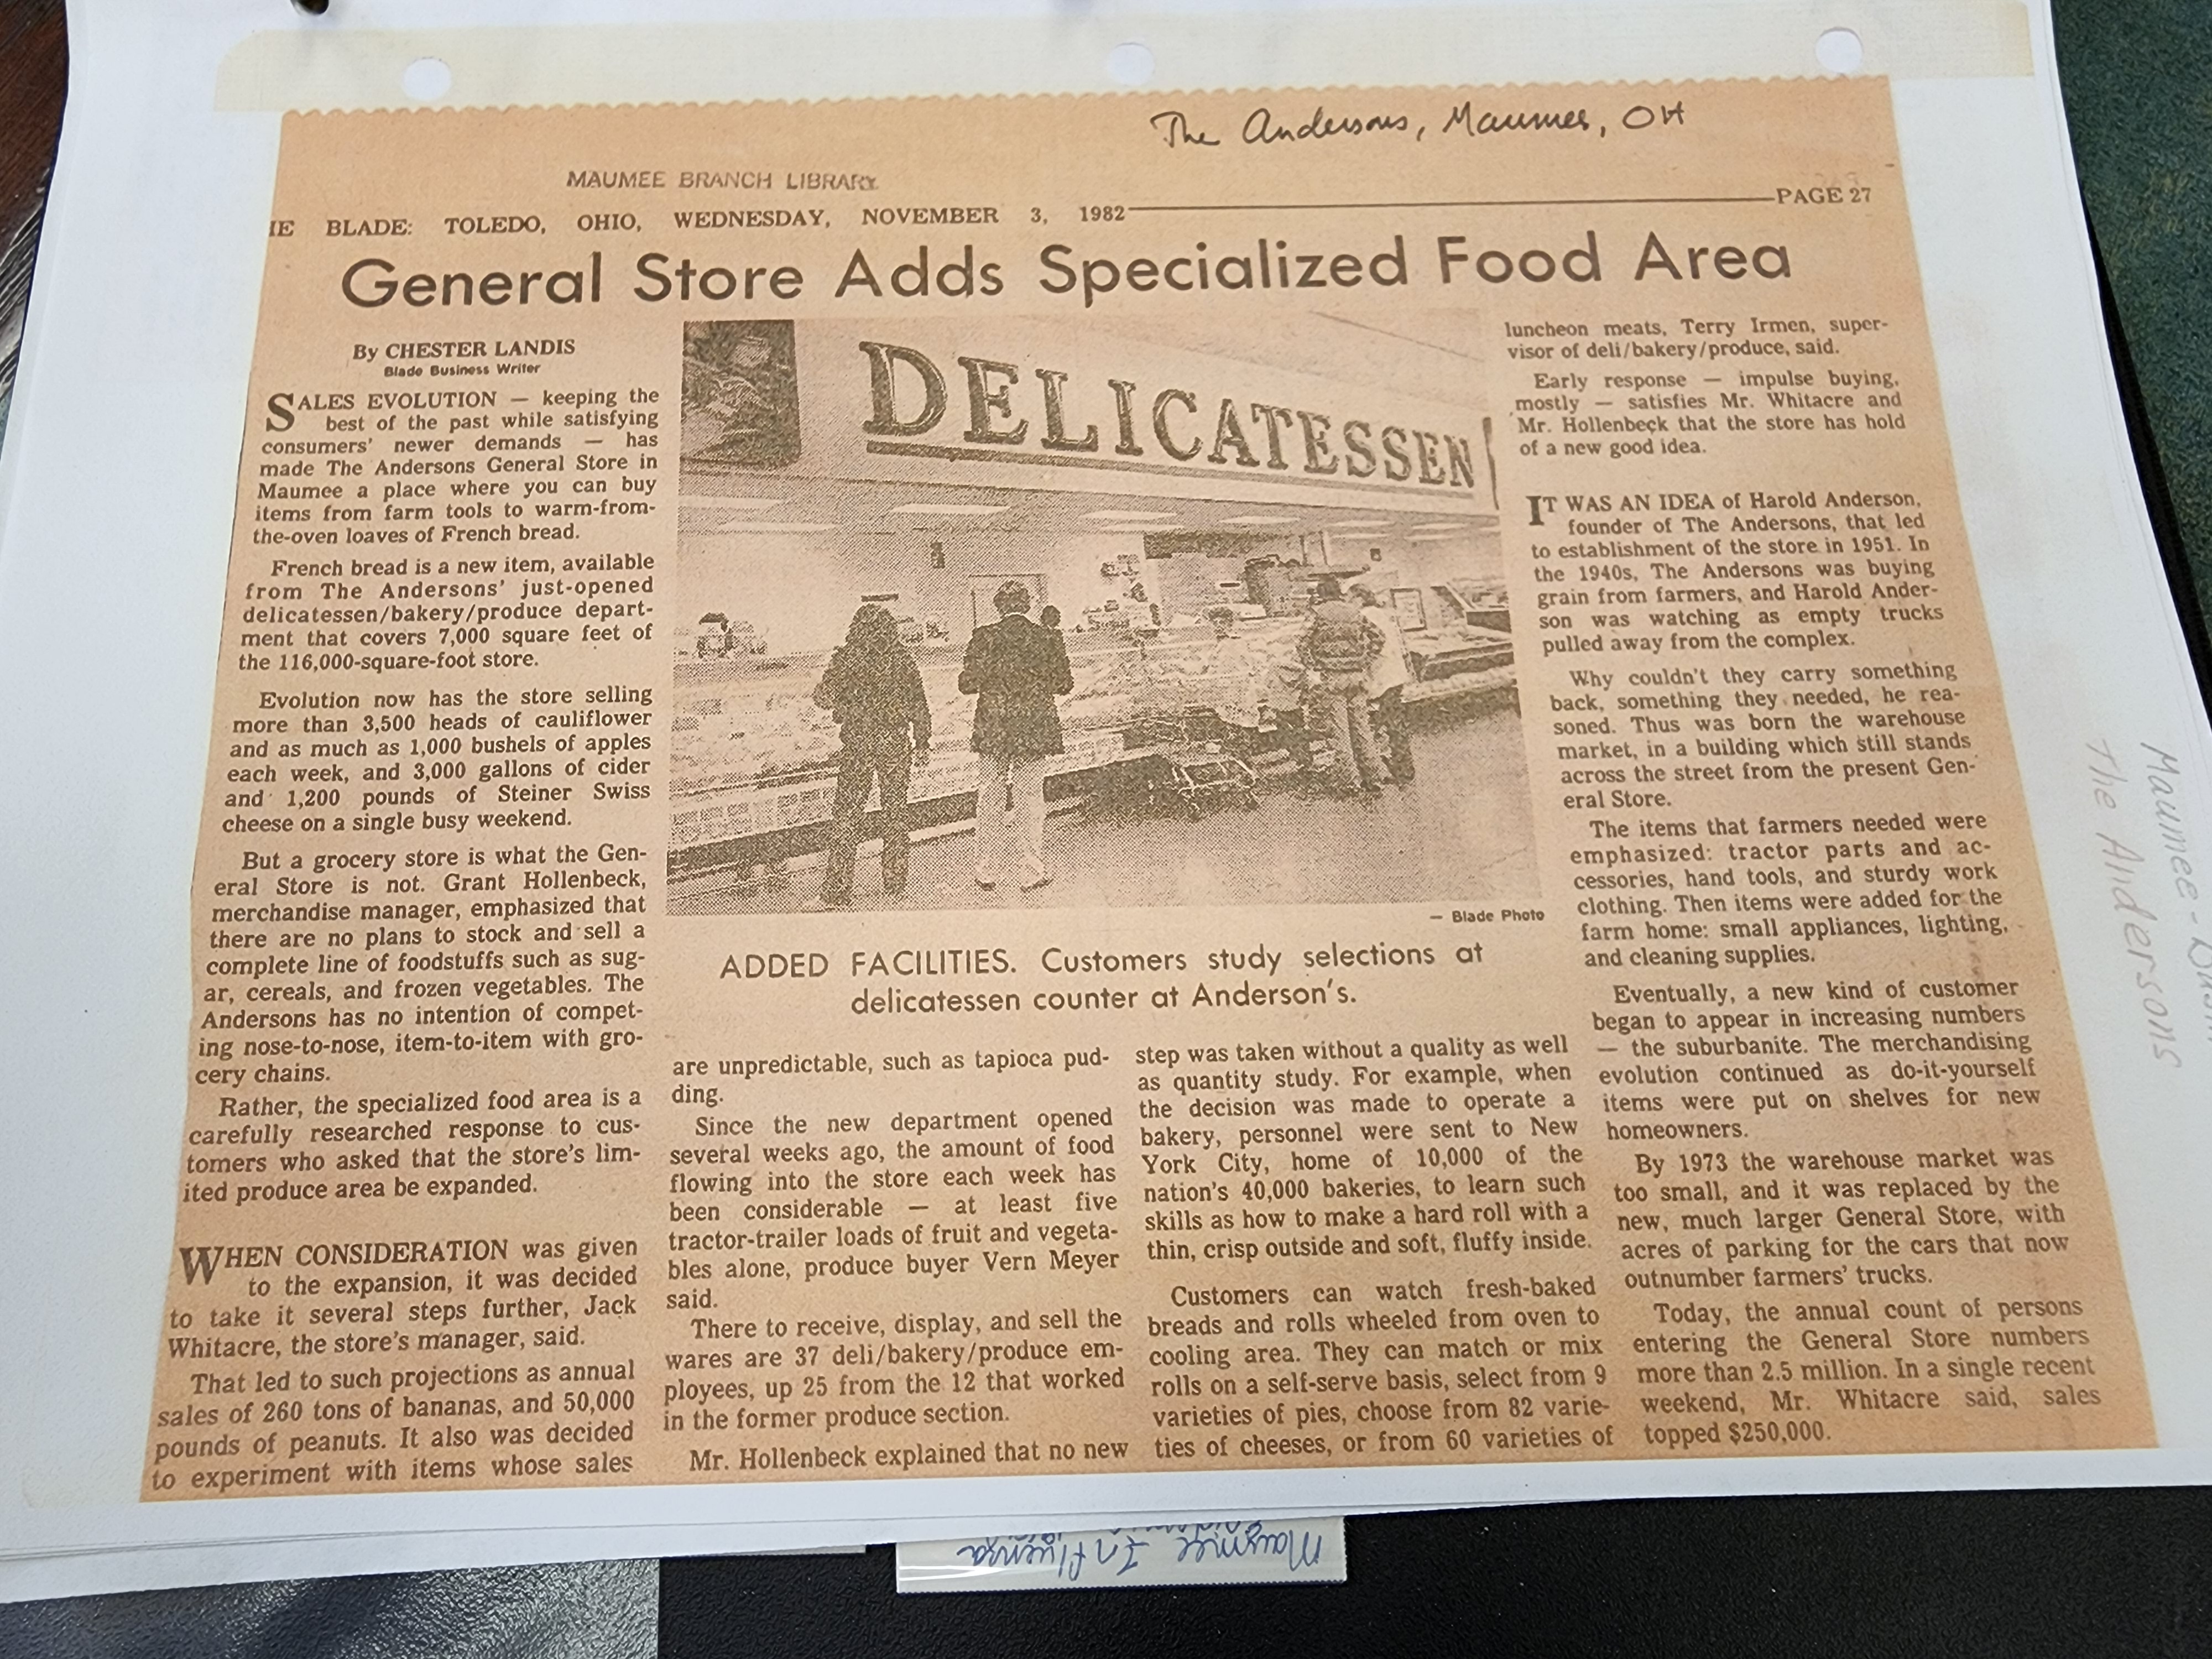 The Andersons, Maumee, OH
MAUMEE BRANCH LIBRARY
BLADE: TOLEDO, OHIO, WEDNESDAY, NOVEMBER 3, 1982
PAGE 27
General Store Adds Specialized Food Area
By CHESTER LANDIS
Blade Business Writer
SALES EVOLUTION — keeping the
best of the past while satisfying
consumers' newer demands — has
made The Andersons General Store in
Maumee a place where you can buy
items from farm tools to warm-from-
the-oven loaves of French bread.
French bread is a new item, available
from The Andersons' just-opened
delicatessen/bakery/produce depart-
ment that covers 7,000 square feet of
the 116,000-square-foot store.
Evolution now has the store selling
more than 3,500 heads of cauliflower
and as much as 1,000 bushels of apples
each week, and 3,000 gallons of cider
and 1,200 pounds of Steiner Swiss
cheese on a single busy weekend.
But a grocery store is what the Gen-
eral Store is not. Grant Hollenbeck,
merchandise manager, emphasized that
there are no plans to stock and sell a
complete line of foodstuffs such as sug-
ar, cereals, and frozen vegetables. The
Andersons has no intention of compet-
ing nose-to-nose, item-to-item with gro-
cery chains.
Rather, the specialized food area is a
carefully researched response to cus-
tomers who asked that the store's lim-
ited produce area be expanded.
WHEN CONSIDERATION was given
to the expansion, it was decided
to take it several steps further, Jack
Whitacre, the store's manager, said.
That led to such projections as annual
sales of 260 tons of bananas, and 50,000
pounds of peanuts. It also was decided
to experiment with items whose sales
DELICATESSEN
— Blade Photo
ADDED FACILITIES. Customers study selections at
delicatessen counter at Anderson's.
are unpredictable, such as tapioca pud-
ding.
Since the new department opened
several weeks ago, the amount of food
flowing into the store each week has
been considerable — at least five
tractor-trailer loads of fruit and vegeta-
bles alone, produce buyer Vern Meyer
said.
There to receive, display, and sell the
wares are 37 deli/bakery/produce em-
ployees, up 25 from the 12 that worked
in the former produce section.
Mr. Hollenbeck explained that no new
step was taken without a quality as well
as quantity study. For example, when
the decision was made to operate a
bakery, personnel were sent to New
York City, home of 10,000 of the
nation's 40,000 bakeries, to learn such
skills as how to make a hard roll with a
thin, crisp outside and soft, fluffy inside.
Customers can watch fresh-baked
breads and rolls wheeled from oven to
cooling area. They can match or mix
rolls on a self-serve basis, select from 9
varieties of pies, choose from 82 varie-
ties of cheeses, or from 60 varieties of
luncheon meats, Terry Irmen, super-
visor of deli/bakery/produce, said.
Early response — impulse buying,
mostly — satisfies Mr. Whitacre and
Mr. Hollenbeck that the store has hold
of a new good idea.
IT WAS AN IDEA of Harold Anderson,
founder of The Andersons, that led
to establishment of the store in 1951. In
the 1940s, The Andersons was buying
grain from farmers, and Harold Ander-
son was watching as empty trucks
pulled away from the complex.
Why couldn't they carry something
back, something they needed, he rea-
soned. Thus was born the warehouse
market, in a building which still stands
across the street from the present Gen-
eral Store.
The items that farmers needed were
emphasized: tractor parts and ac-
cessories, hand tools, and sturdy work
clothing. Then items were added for the
farm home: small appliances, lighting,
and cleaning supplies.
Eventually, a new kind of customer
began to appear in increasing numbers
— the suburbanite. The merchandising
evolution continued as do-it-yourself
items were put on shelves for new
homeowners.
By 1973 the warehouse market was
too small, and it was replaced by the
new, much larger General Store, with
acres of parking for the cars that now
outnumber farmers' trucks.
Today, the annual count of persons
entering the General Store numbers
more than 2.5 million. In a single recent
weekend, Mr. Whitacre said, sales
topped $250,000.
Maumee -
The Andersons
Maumee Influenza